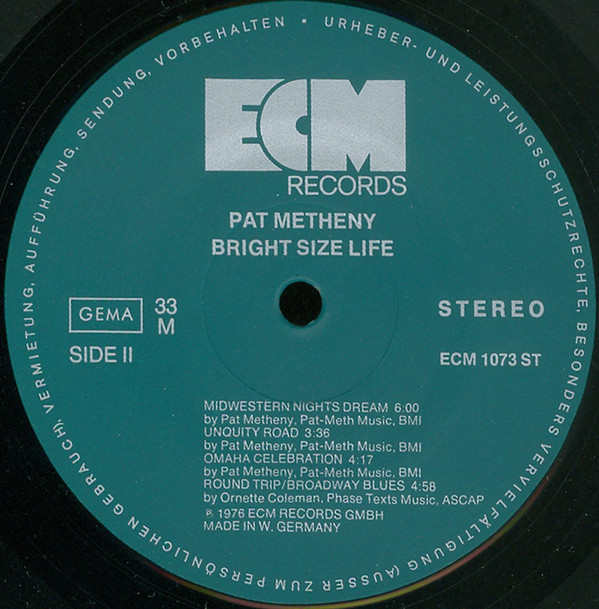 URHEBER- UND LEISTUNGSSCHUTZRECHTE, BESONDERS VERVIELFÄLTIGUNG (AUSSER ZUM PERSÖNLICHEN GEBRAUCH), VERMIETUNG, AUFFÜHRUNG, SENDUNG, VORBEHALTEN •
ECM
RECORDS
PAT METHENY
BRIGHT SIZE LIFE
GEMA 33 M
SIDE II
STEREO
ECM 1073 ST
MIDWESTERN NIGHTS DREAM 6:00
by Pat Metheny, Pat-Meth Music, BMI
UNQUITY ROAD 3:36
by Pat Metheny, Pat-Meth Music, BMI
OMAHA CELEBRATION 4:17
by Pat Metheny, Pat-Meth Music, BMI
ROUND TRIP/BROADWAY BLUES 4:58
by Ornette Coleman, Phase Texts Music, ASCAP
℗ 1976 ECM RECORDS GMBH
MADE IN W. GERMANY